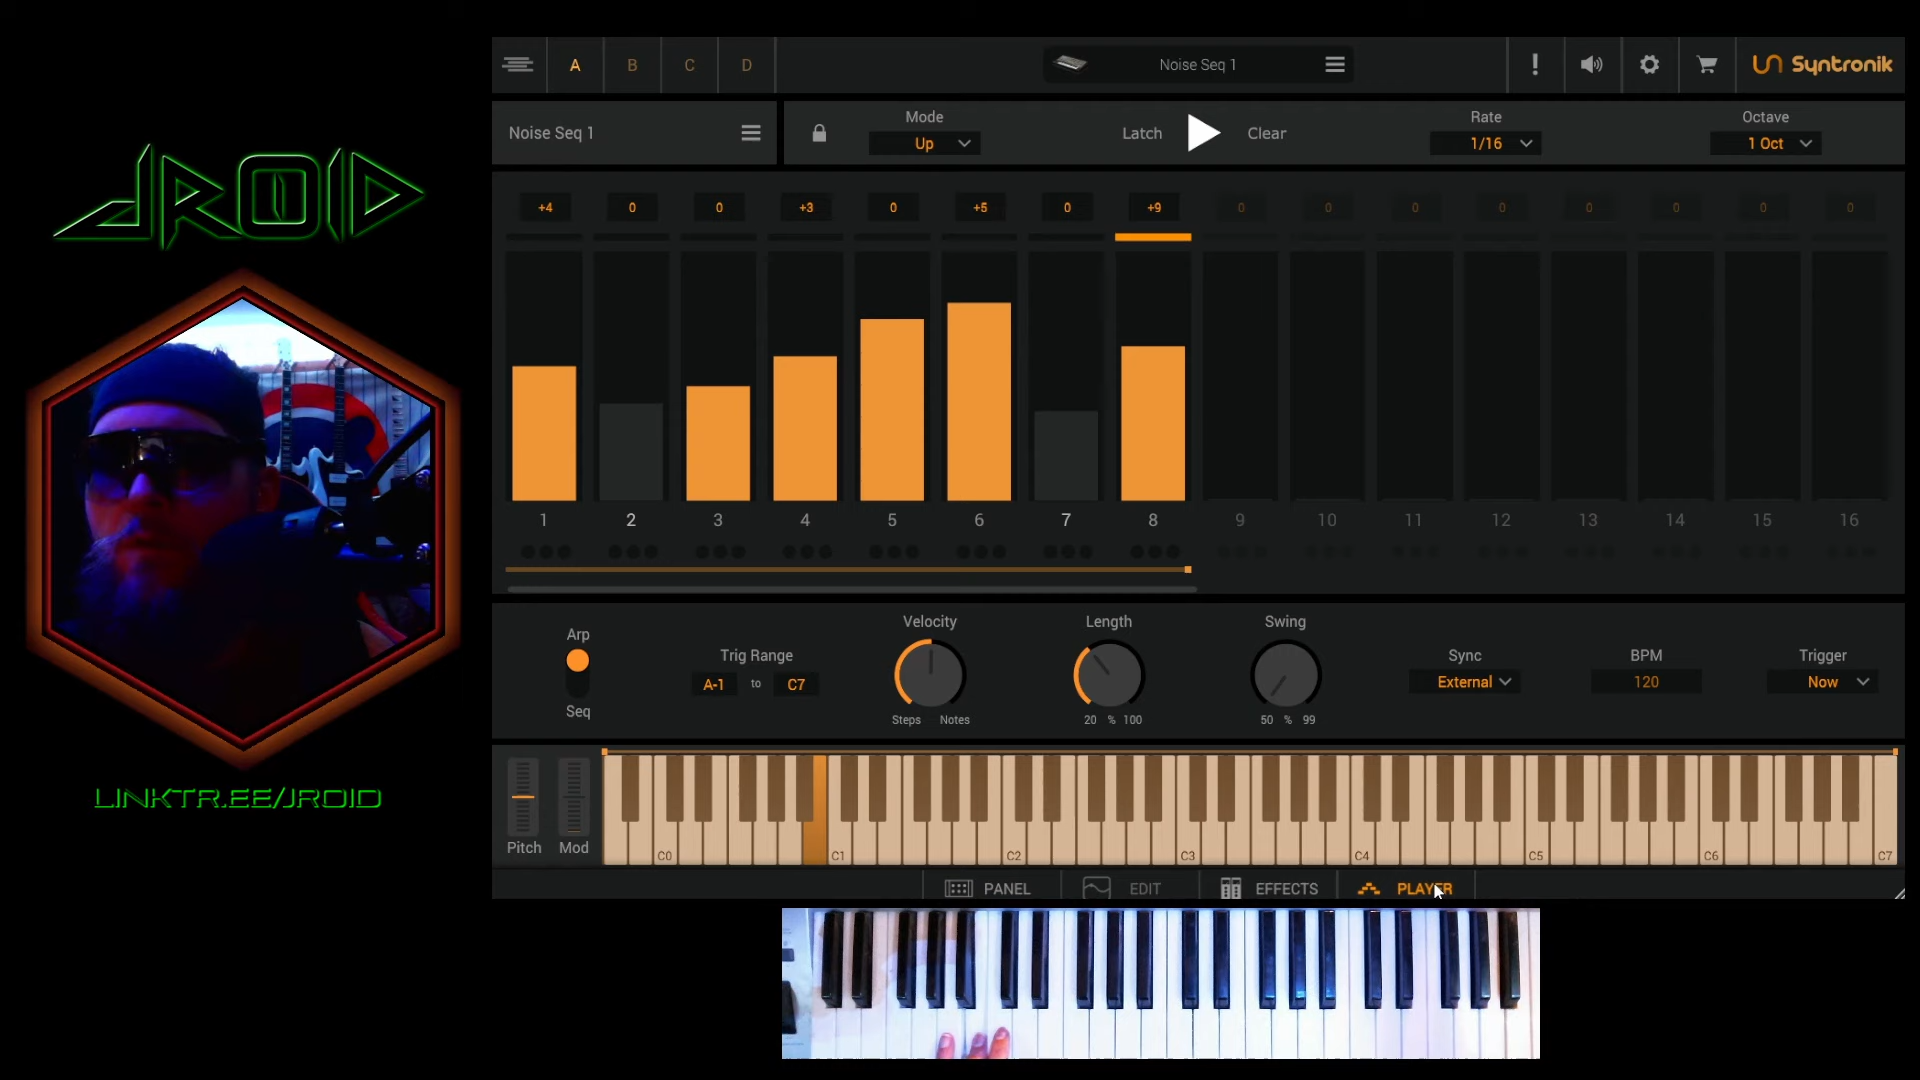 JROID
LINKTR.EE/JROID
A B C D Noise Seq 1 ! Syntronik
Noise Seq 1 Mode Up Latch Clear Rate 1/16 Octave 1 Oct
+4 0 0 +3 0 +5 0 +9 0 0 0 0 0 0 0 0
1 2 3 4 5 6 7 8 9 10 11 12 13 14 15 16
Arp
Seq
Trig Range
A-1 to C7
Velocity
Steps Notes
Length
20 % 100
Swing
50 % 99
Sync
External
BPM
120
Trigger
Now
Pitch Mod
C0 C1 C2 C3 C4 C5 C6 C7
PANEL EDIT EFFECTS PLAYER